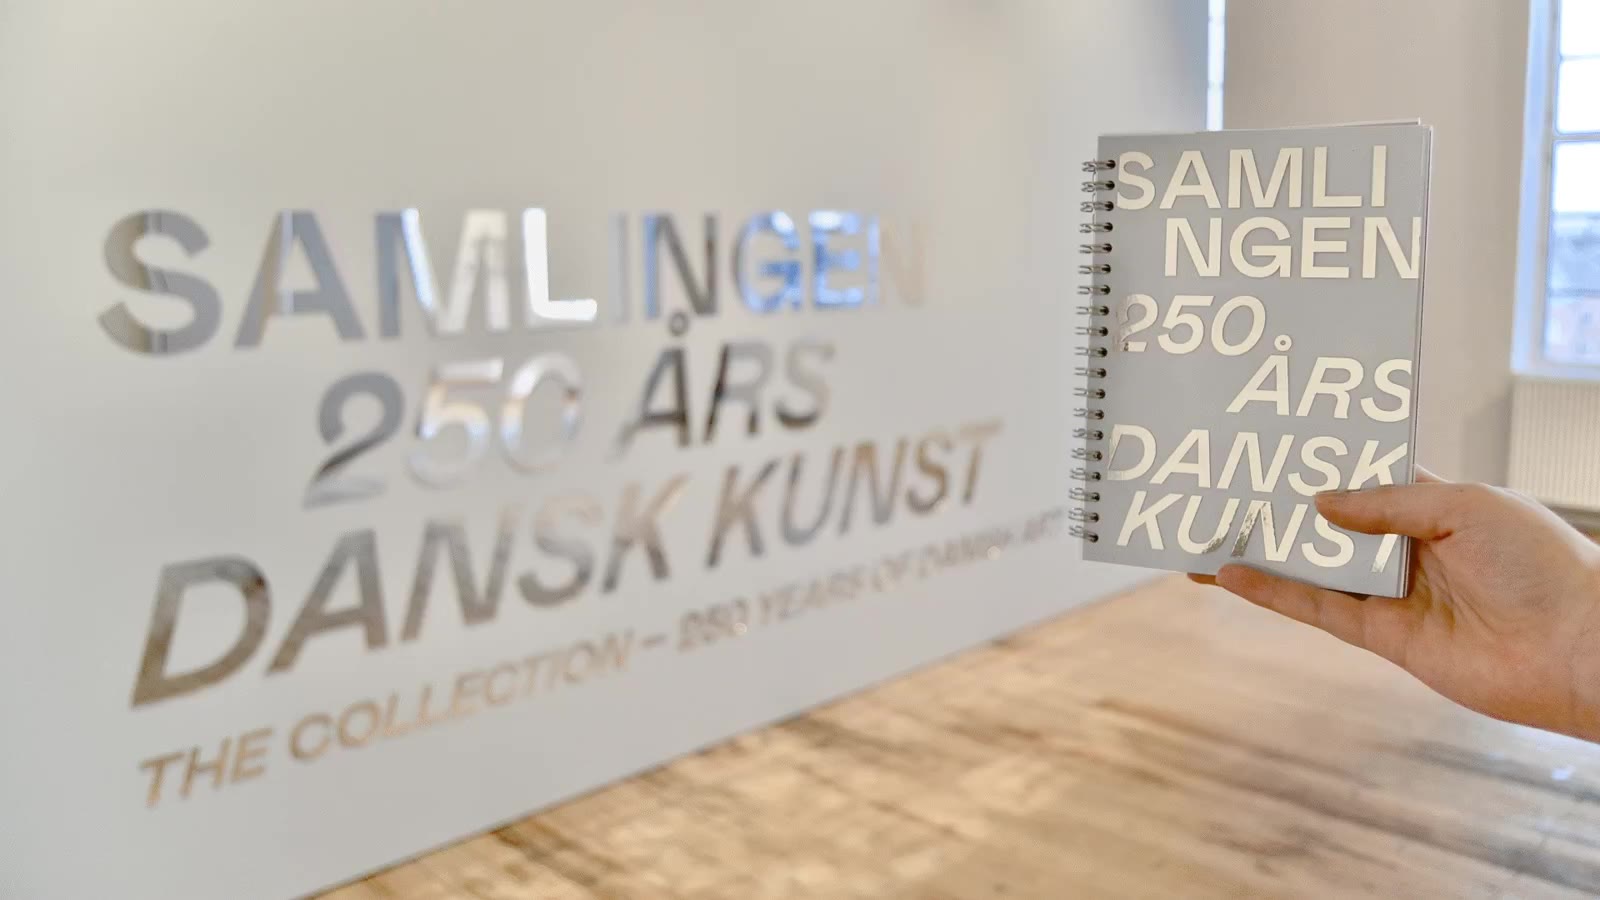 SAMLINGEN
250 ÅRS
DANSK KUNST
THE COLLECTION – 250 YEARS OF DANISH ART
SAMLI
NGEN
250
ÅRS
DANSK
KUNST